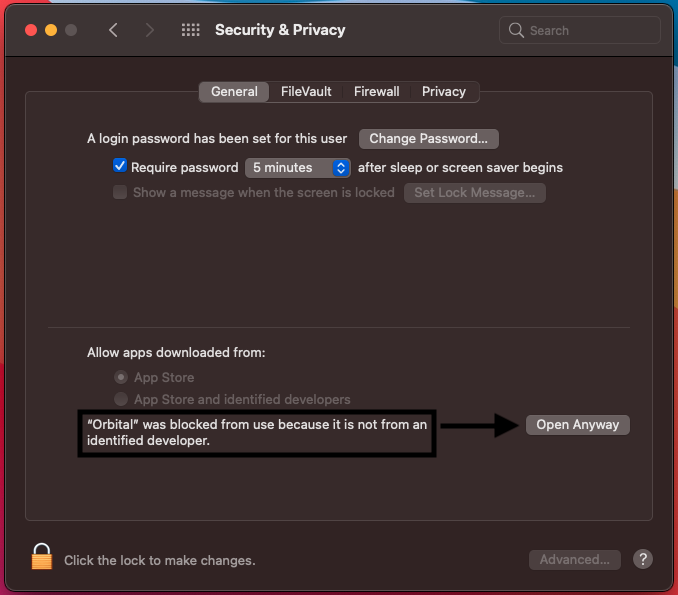 Security & Privacy
Search
General FileVault Firewall Privacy
A login password has been set for this user Change Password...
Require password 5 minutes after sleep or screen saver begins
Show a message when the screen is locked Set Lock Message...
Allow apps downloaded from:
App Store
App Store and identified developers
“Orbital” was blocked from use because it is not from an
identified developer.
Open Anyway
Click the lock to make changes.
Advanced...
?